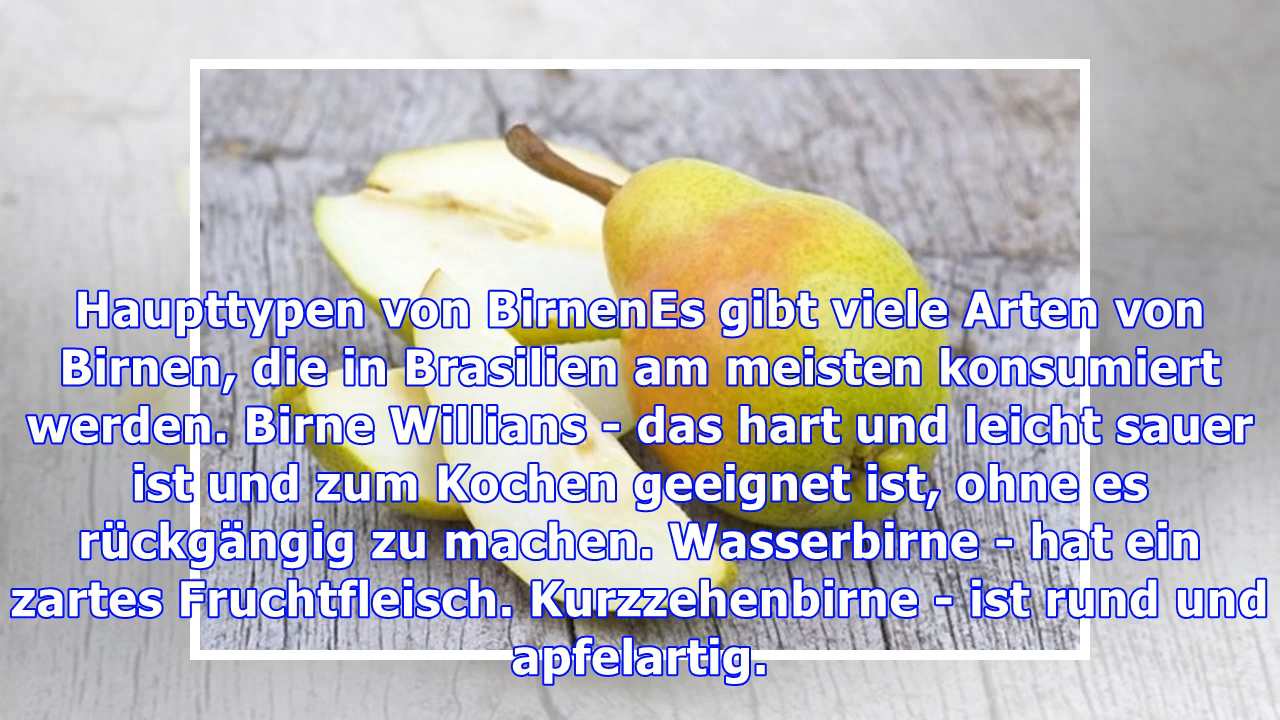 Haupttypen von BirnenEs gibt viele Arten von
Birnen, die in Brasilien am meisten konsumiert
werden. Birne Willians - das hart und leicht sauer
ist und zum Kochen geeignet ist, ohne es
rückgängig zu machen. Wasserbirne - hat ein
zartes Fruchtfleisch. Kurzzehenbirne - ist rund und
apfelartig.